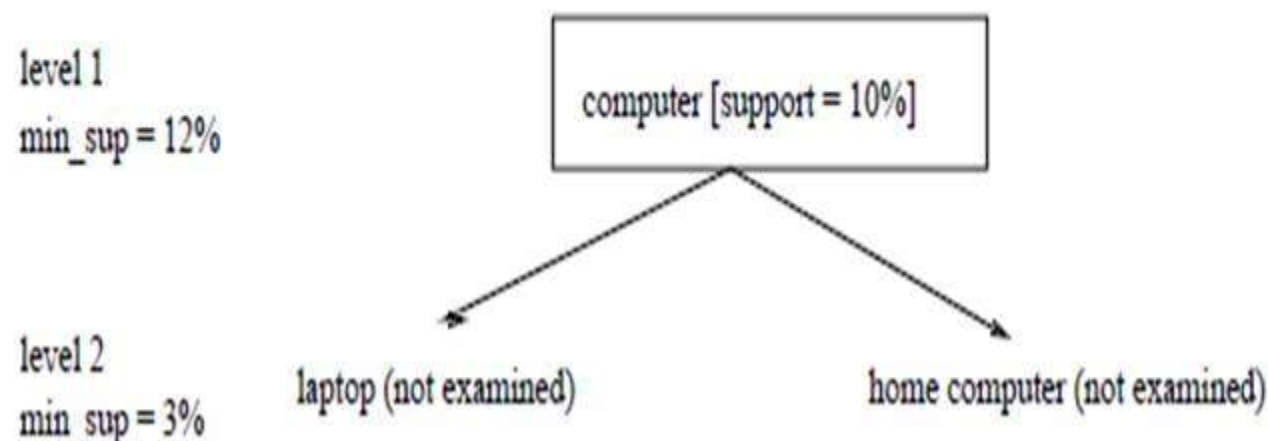 level 1
min_sup = 12%
computer [support = 10%]
level 2
min_sup = 3%
laptop (not examined)
home computer (not examined)